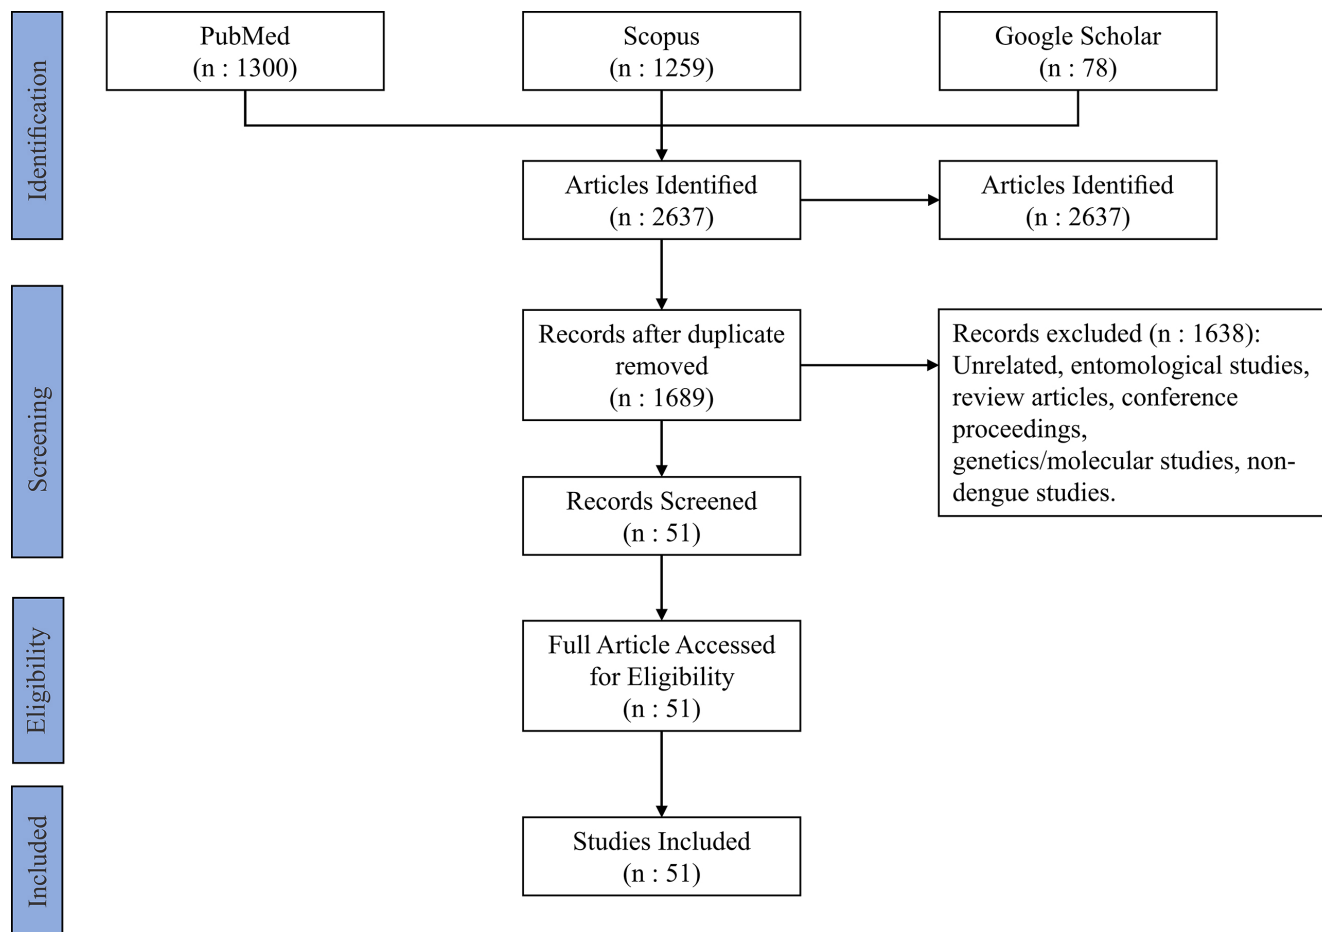 Identification
PubMed
(n : 1300)
Scopus
(n : 1259)
Google Scholar
(n : 78)
Articles Identified
(n : 2637)
Articles Identified
(n : 2637)
Screening
Records after duplicate
removed
(n : 1689)
Records excluded (n : 1638):
Unrelated, entomological studies,
review articles, conference
proceedings,
genetics/molecular studies, non-
dengue studies.
Records Screened
(n : 51)
Eligibility
Full Article Accessed
for Eligibility
(n : 51)
Included
Studies Included
(n : 51)